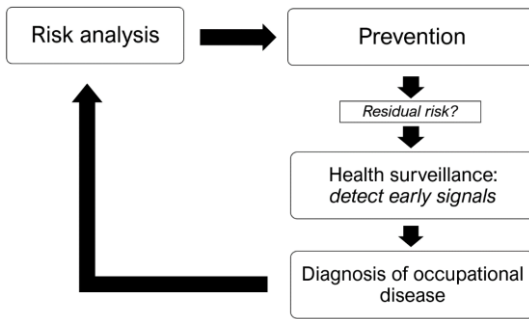 Risk analysis
Prevention
Residual risk?
Health surveillance:
detect early signals
Diagnosis of occupational
disease